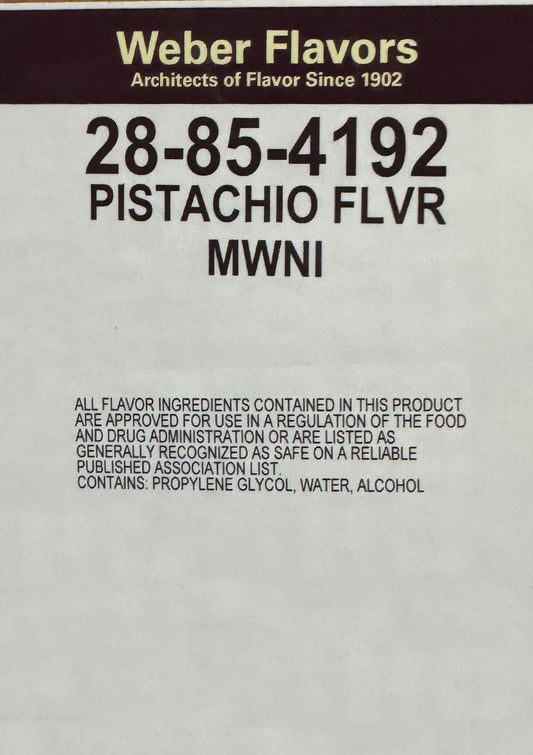 Weber Flavors
Architects of Flavor Since 1902
28-85-4192
PISTACHIO FLVR
MWNI
ALL FLAVOR INGREDIENTS CONTAINED IN THIS PRODUCT
ARE APPROVED FOR USE IN A REGULATION OF THE FOOD
AND DRUG ADMINISTRATION OR ARE LISTED AS
GENERALLY RECOGNIZED AS SAFE ON A RELIABLE
PUBLISHED ASSOCIATION LIST.
CONTAINS: PROPYLENE GLYCOL, WATER, ALCOHOL